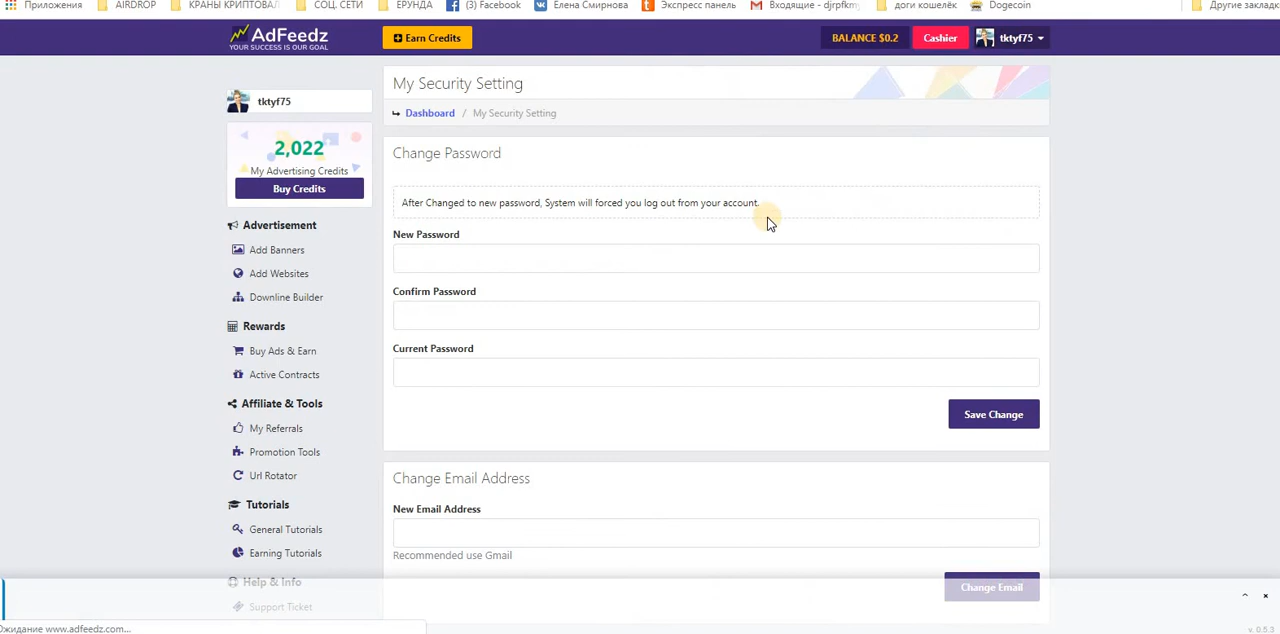 Приложения AIRDROP КРАНЫ КРИПТОВАЛ СОЦ. СЕТИ ЕРУНДА (3) Facebook Елена Смирнова Экспресс панель Входящие - djrpfkm доги кошелёк Dogecoin Другие закладк
AdFeedz
YOUR SUCCESS IS OUR GOAL
Earn Credits
BALANCE $0.2
Cashier
tktyf75
tktyf75
2,022
My Advertising Credits
Buy Credits
Advertisement
Add Banners
Add Websites
Downline Builder
Rewards
Buy Ads & Earn
Active Contracts
Affiliate & Tools
My Referrals
Promotion Tools
Url Rotator
Tutorials
General Tutorials
Earning Tutorials
Help & Info
Support Ticket
My Security Setting
Dashboard / My Security Setting
Change Password
After Changed to new password, System will forced you log out from your account.
New Password
Confirm Password
Current Password
Save Change
Change Email Address
New Email Address
Recommended use Gmail
Change Email
Ожидание www.adfeedz.com...
v. 0.5.3